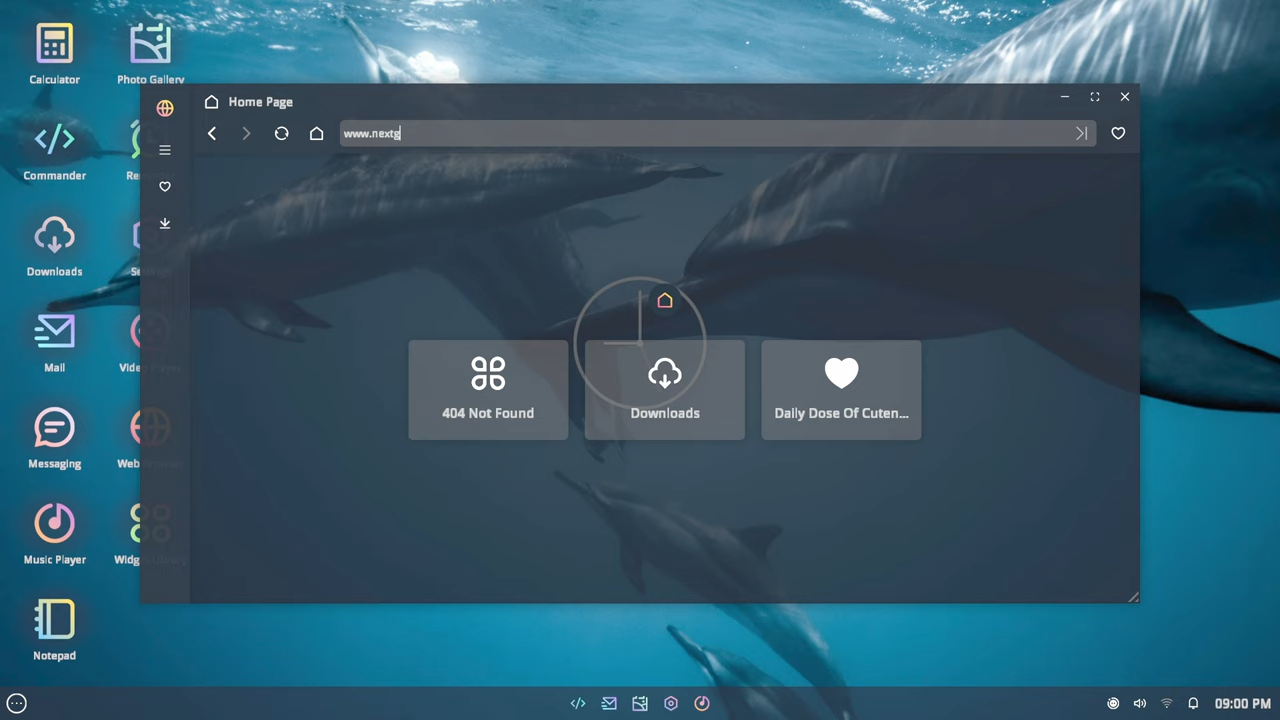 Calculator
Photo Gallery
Home Page
www.nextg
Commander
Downloads
Mail
404 Not Found
Downloads
Daily Dose Of Cuten...
Messaging
Music Player
Notepad
09:00 PM